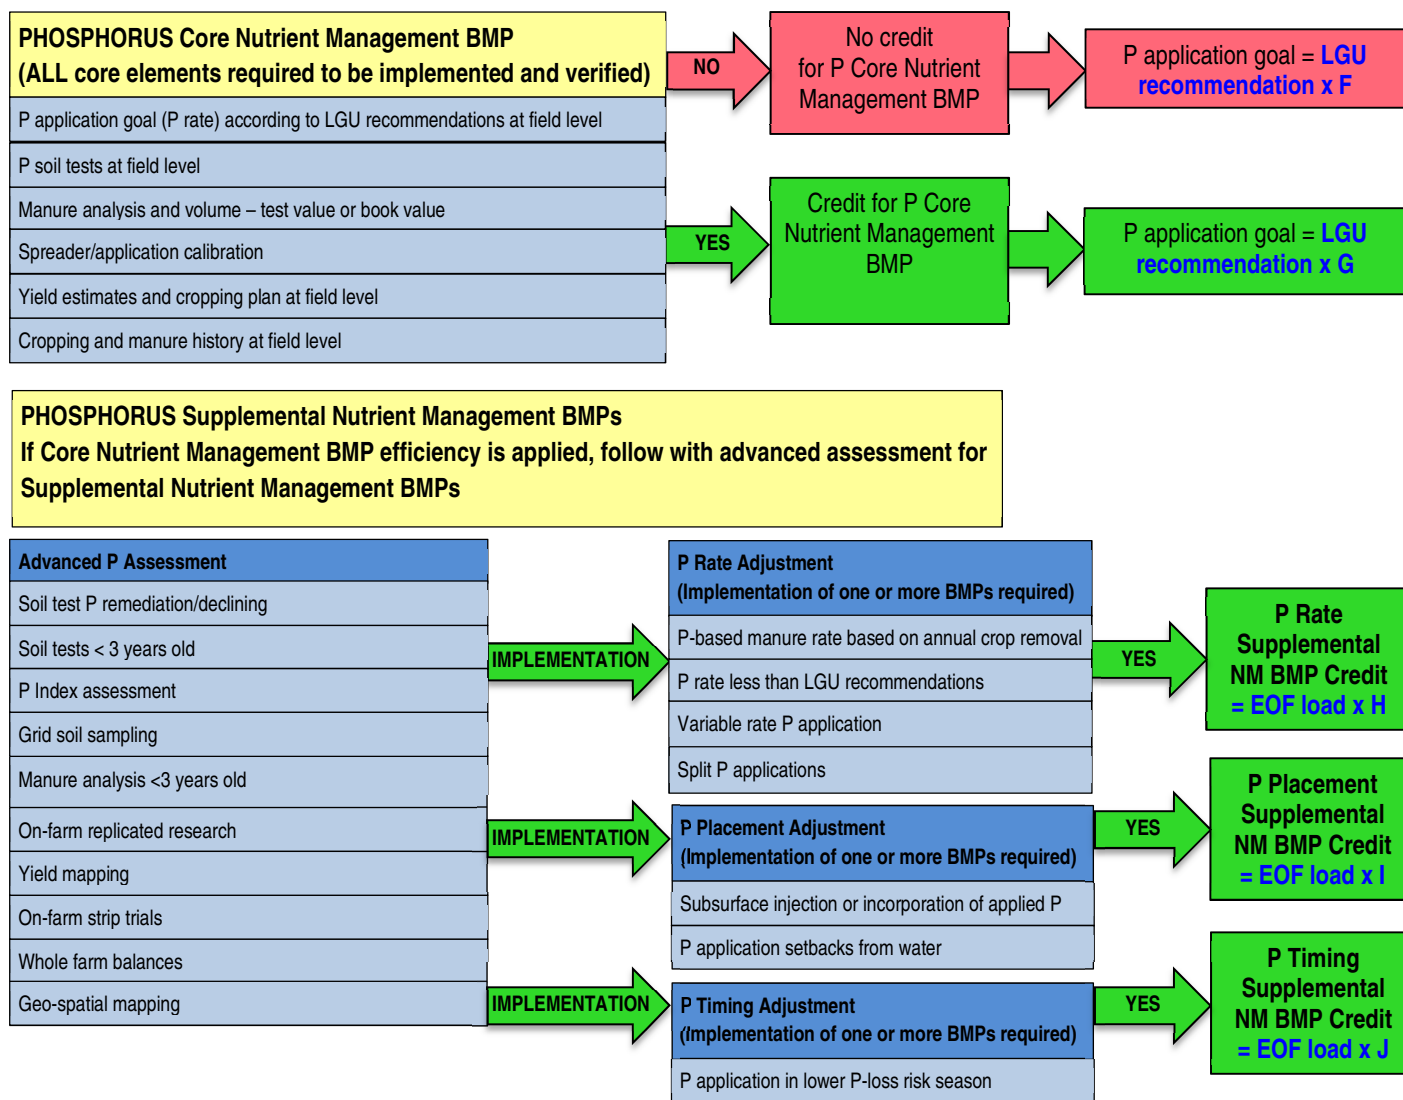 PHOSPHORUS Core Nutrient Management BMP
(ALL core elements required to be implemented and verified)
P application goal (P rate) according to LGU recommendations at field level
P soil tests at field level
Manure analysis and volume – test value or book value
Spreader/application calibration
Yield estimates and cropping plan at field level
Cropping and manure history at field level
NO
No credit
for P Core Nutrient
Management BMP
P application goal = LGU
recommendation x F
YES
Credit for P Core
Nutrient Management
BMP
P application goal = LGU
recommendation x G
PHOSPHORUS Supplemental Nutrient Management BMPs
If Core Nutrient Management BMP efficiency is applied, follow with advanced assessment for
Supplemental Nutrient Management BMPs
Advanced P Assessment
Soil test P remediation/declining
Soil tests < 3 years old
P Index assessment
Grid soil sampling
Manure analysis <3 years old
On-farm replicated research
Yield mapping
On-farm strip trials
Whole farm balances
Geo-spatial mapping
IMPLEMENTATION
P Rate Adjustment
(Implementation of one or more BMPs required)
P-based manure rate based on annual crop removal
P rate less than LGU recommendations
Variable rate P application
Split P applications
YES
P Rate
Supplemental
NM BMP Credit
= EOF load x H
IMPLEMENTATION
P Placement Adjustment
(Implementation of one or more BMPs required)
Subsurface injection or incorporation of applied P
P application setbacks from water
YES
P Placement
Supplemental
NM BMP Credit
= EOF load x I
IMPLEMENTATION
P Timing Adjustment
(Implementation of one or more BMPs required)
P application in lower P-loss risk season
YES
P Timing
Supplemental
NM BMP Credit
= EOF load x J